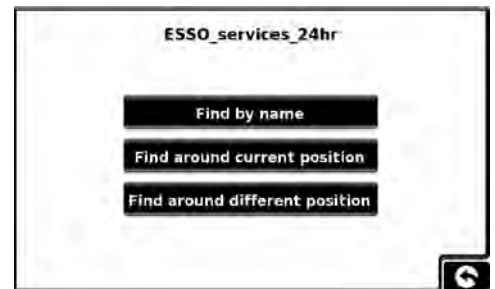 ESSO_services_24hr
Find by name
Find around current position
Find around different position